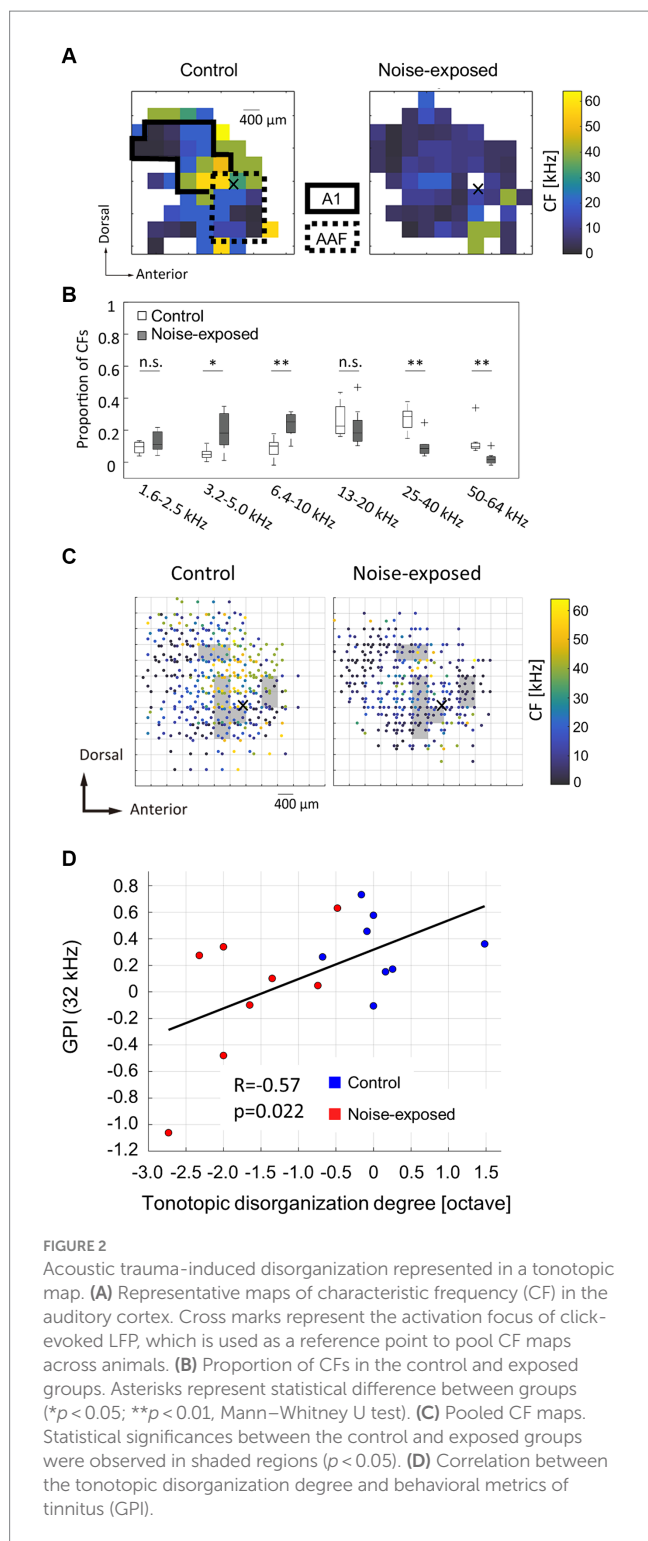 A
Control
Noise-exposed
400 µm
60
50
40
30
20
10
0
CF [kHz]
A1
AAF
Dorsal
Anterior
B
1
0.8
0.6
0.4
0.2
0
Proportion of CFs
Control
Noise-exposed
n.s. * ** n.s. ** **
1.6-2.5 kHz 3.2-5.0 kHz 6.4-10 kHz 13-20 kHz 25-40 kHz 50-64 kHz
C
Control
Noise-exposed
60
50
40
30
20
10
0
CF [kHz]
Dorsal
Anterior
400 µm
D
0.8
0.6
0.4
0.2
0
-0.2
-0.4
-0.6
-0.8
-1.0
-1.2
GPI (32 kHz)
R=-0.57
p=0.022
Control
Noise-exposed
-3.0 -2.5 -2.0 -1.5 -1.0 -0.5 0 0.5 1.0 1.5
Tonotopic disorganization degree [octave]
FIGURE 2
Acoustic trauma-induced disorganization represented in a tonotopic
map. (A) Representative maps of characteristic frequency (CF) in the
auditory cortex. Cross marks represent the activation focus of click-
evoked LFP, which is used as a reference point to pool CF maps
across animals. (B) Proportion of CFs in the control and exposed
groups. Asterisks represent statistical difference between groups
(*p < 0.05; **p < 0.01, Mann–Whitney U test). (C) Pooled CF maps.
Statistical significances between the control and exposed groups
were observed in shaded regions (p < 0.05). (D) Correlation between
the tonotopic disorganization degree and behavioral metrics of
tinnitus (GPI).